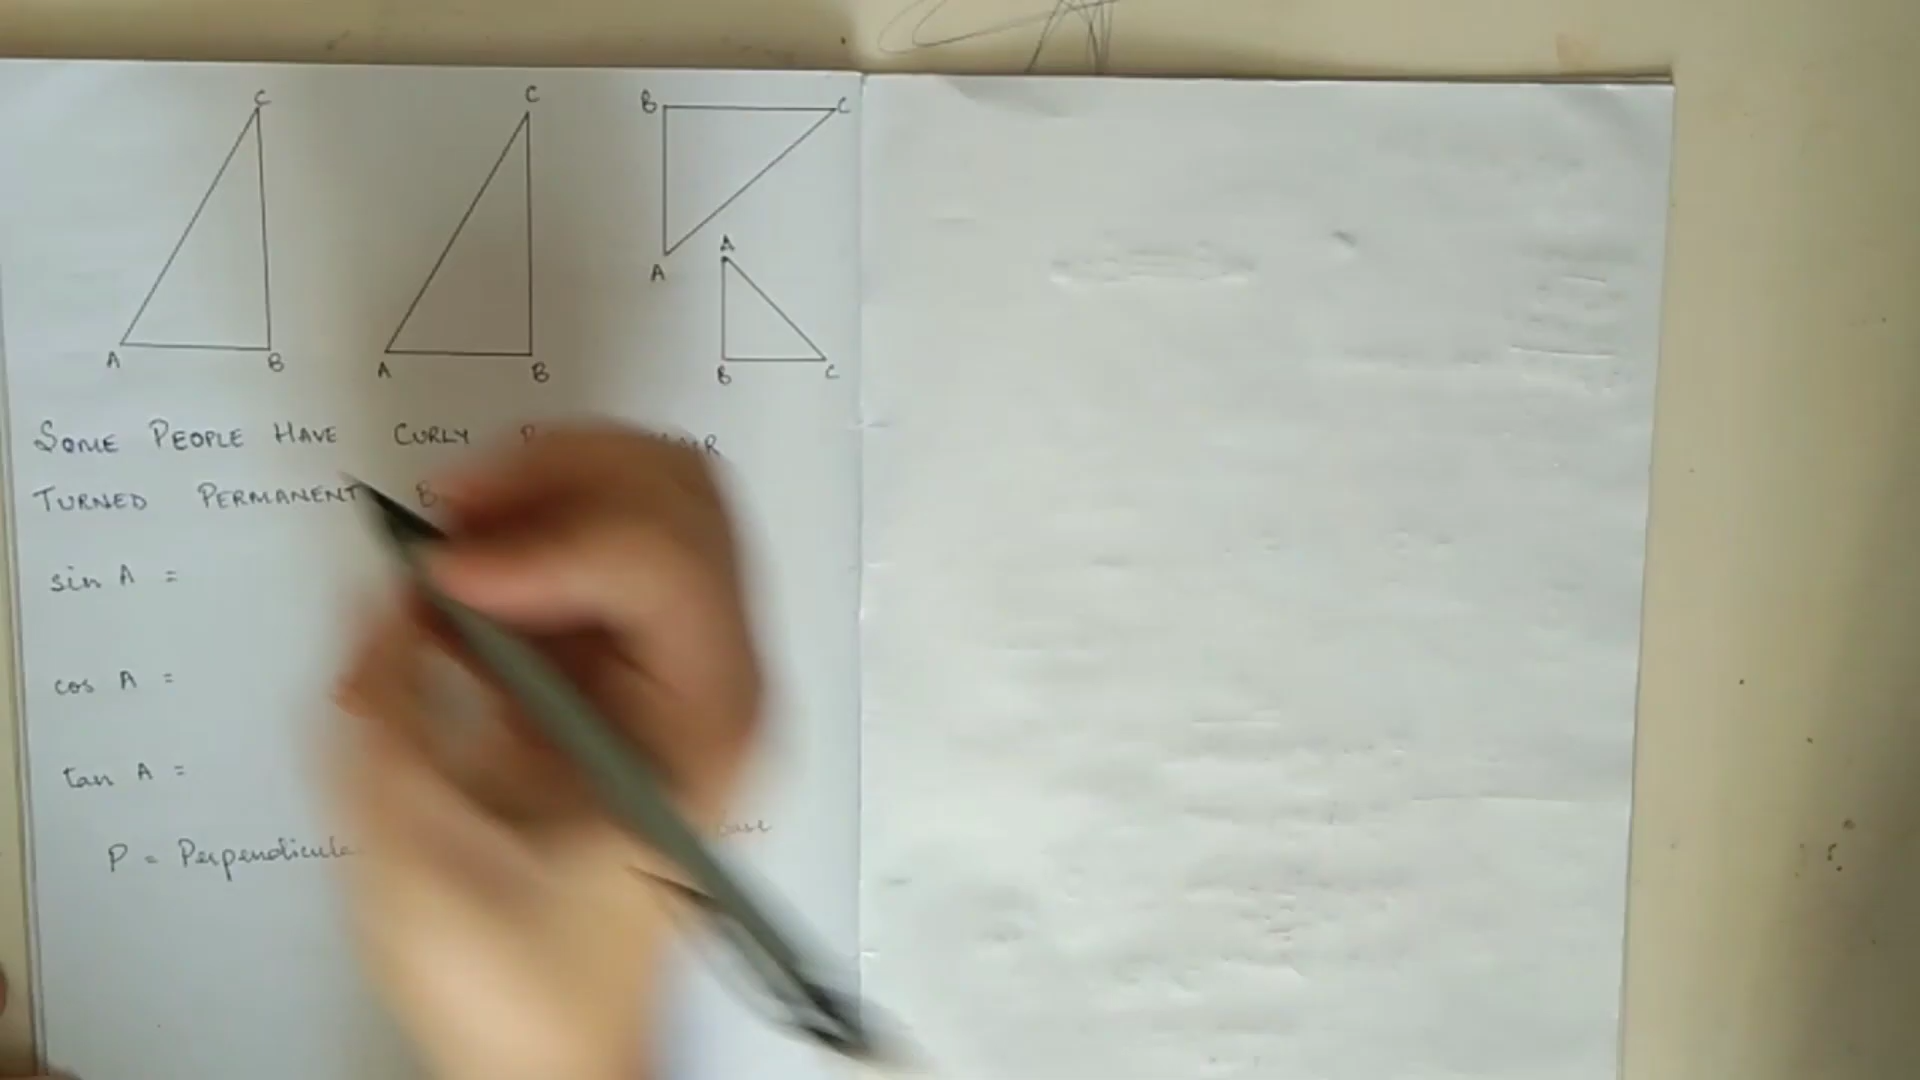 C
C
B C
A
A
A B
A B
B C
SOME PEOPLE HAVE CURLY
TURNED PERMANENT B
sin A =
cos A =
tan A =
P = Perpendicula